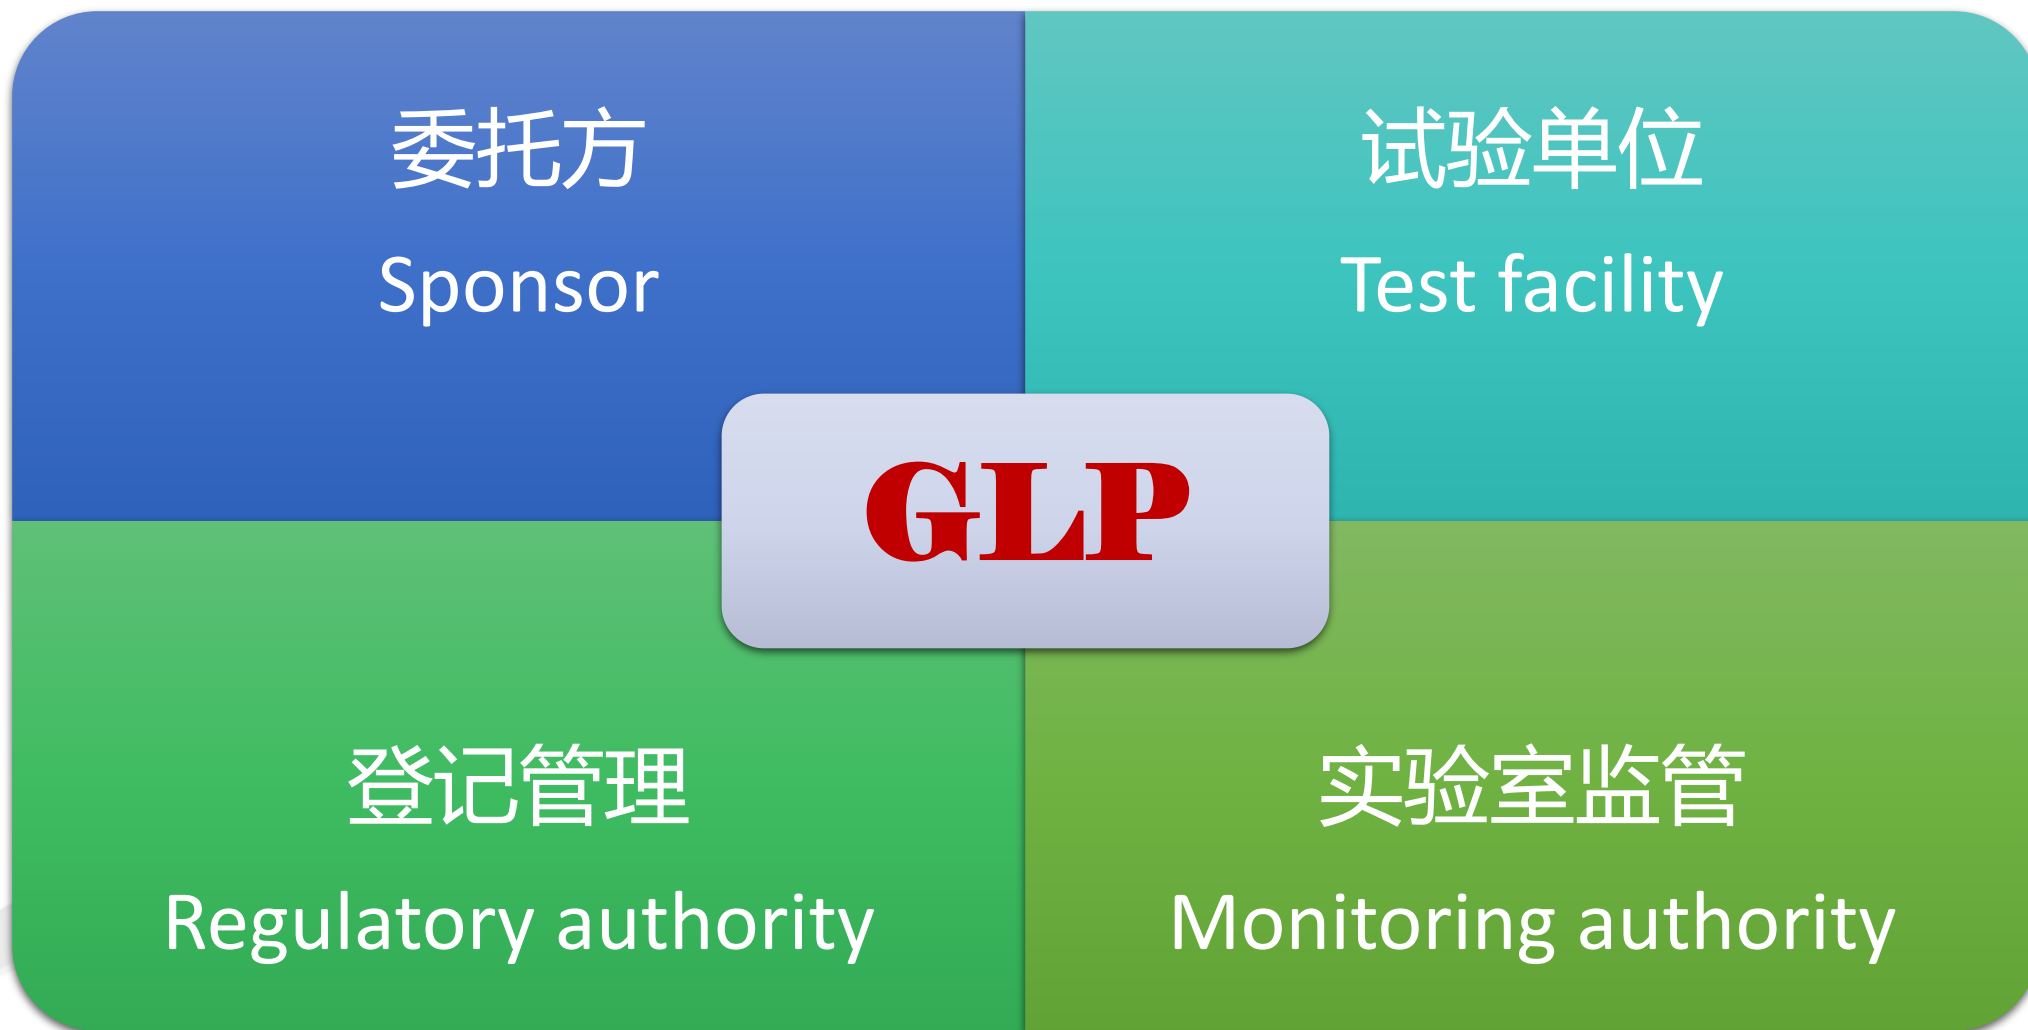 委托方
Sponsor
试验单位
Test facility
GLP
登记管理
Regulatory authority
实验室监管
Monitoring authority